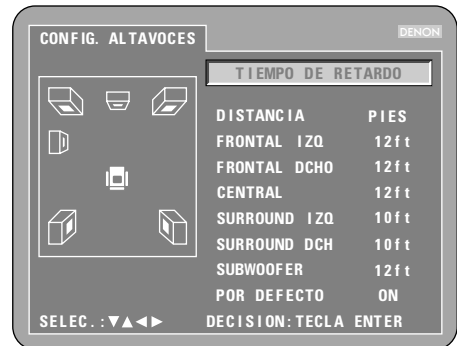 CONFIG. ALTAVOCES
DENON
TIEMPO DE RETARDO
DISTANCIA PIES
FRONTAL IZQ 12ft
FRONTAL DCHO 12ft
CENTRAL 12ft
SURROUND IZQ 10ft
SURROUND DCH 10ft
SUBWOOFER 12ft
POR DEFECTO ON
SELEC.:▼▲◀▶ DECISION:TECLA ENTER